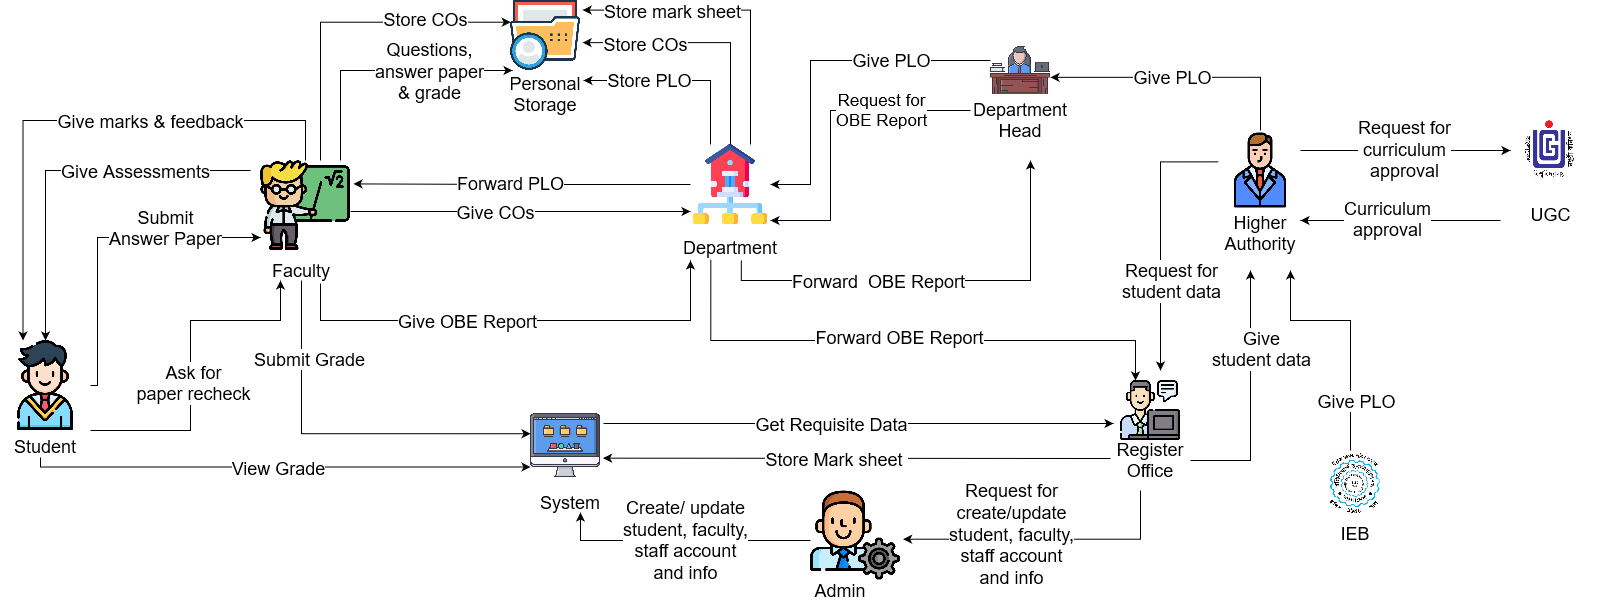 Store COs
Store mark sheet
Questions,
answer paper
& grade
Store COs
Store PLO
Personal
Storage
Give PLO
Give PLO
Request for
OBE Report
Department
Head
Give marks & feedback
Request for
curriculum
approval
Give Assessments
√2
Forward PLO
Submit
Answer Paper
Give COs
Curriculum
approval
UGC
Higher
Authority
Department
Faculty
Request for
student data
Forward  OBE Report
Give OBE Report
Forward OBE Report
Give
student data
Submit Grade
Ask for
paper recheck
Give PLO
Student
Get Requisite Data
Register
Office
View Grade
Store Mark sheet
System
Create/ update
student, faculty,
staff account
and info
Request for
create/update
student, faculty,
staff account
and info
IEB
Admin